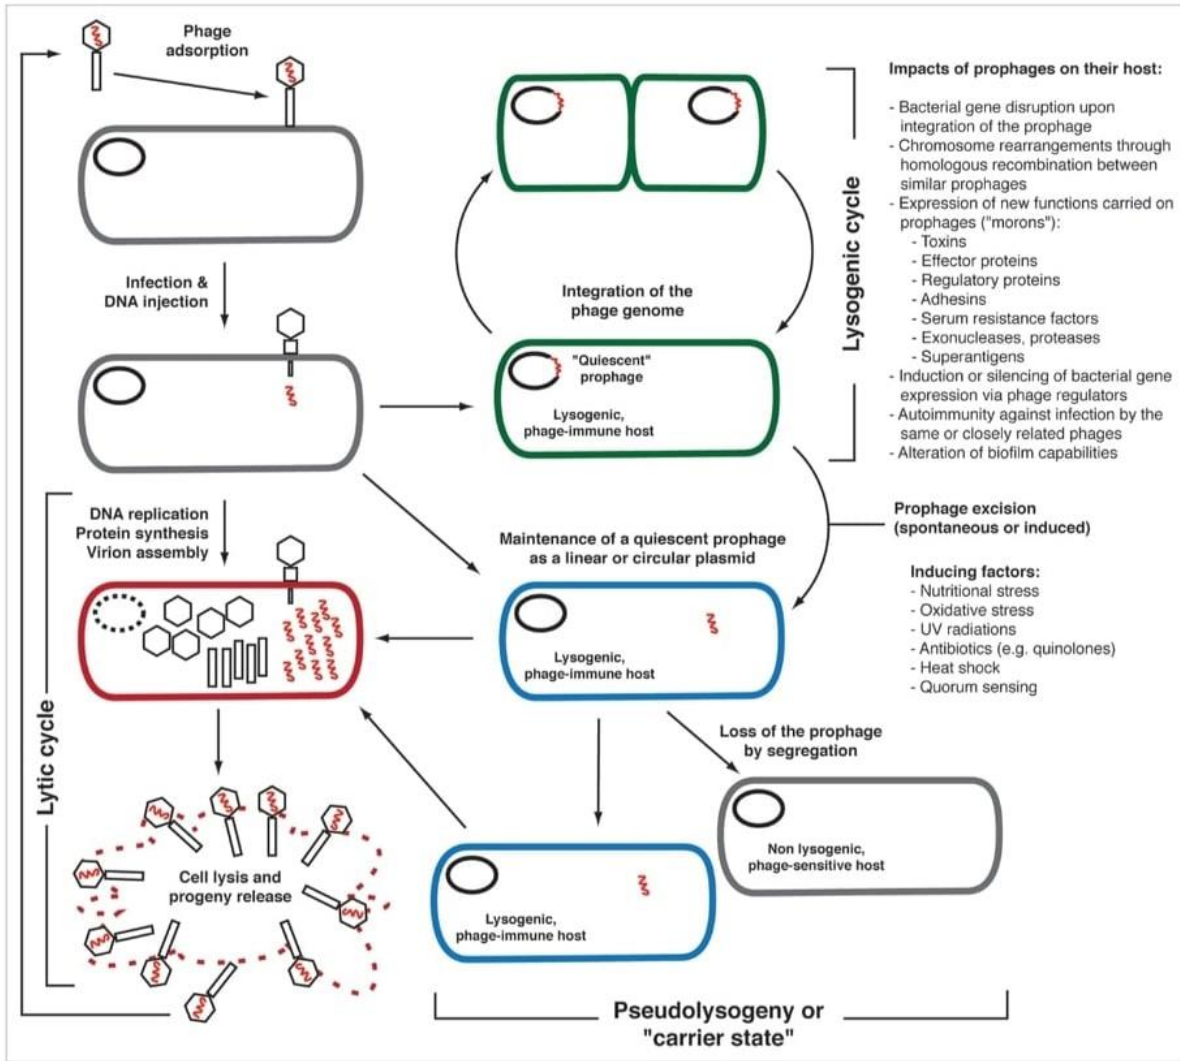 Phage
adsorption
Infection &
DNA injection
DNA replication
Protein synthesis
Virion assembly
Lytic cycle
Cell lysis and
progeny release
Integration of the
phage genome
"Quiescent"
prophage
Lysogenic,
phage-immune host
Lysogenic cycle
Maintenance of a quiescent prophage
as a linear or circular plasmid
Lysogenic,
phage-immune host
Loss of the prophage
by segregation
Non lysogenic,
phage-sensitive host
Lysogenic,
phage-immune host
Pseudolysogeny or
"carrier state"
Impacts of prophages on their host:
- Bacterial gene disruption upon
integration of the prophage
- Chromosome rearrangements through
homologous recombination between
similar prophages
- Expression of new functions carried on
prophages ("morons"):
- Toxins
- Effector proteins
- Regulatory proteins
- Adhesins
- Serum resistance factors
- Exonucleases, proteases
- Superantigens
- Induction or silencing of bacterial gene
expression via phage regulators
- Autoimmunity against infection by the
same or closely related phages
- Alteration of biofilm capabilities
Prophage excision
(spontaneous or induced)
Inducing factors:
- Nutritional stress
- Oxidative stress
- UV radiations
- Antibiotics (e.g. quinolones)
- Heat shock
- Quorum sensing